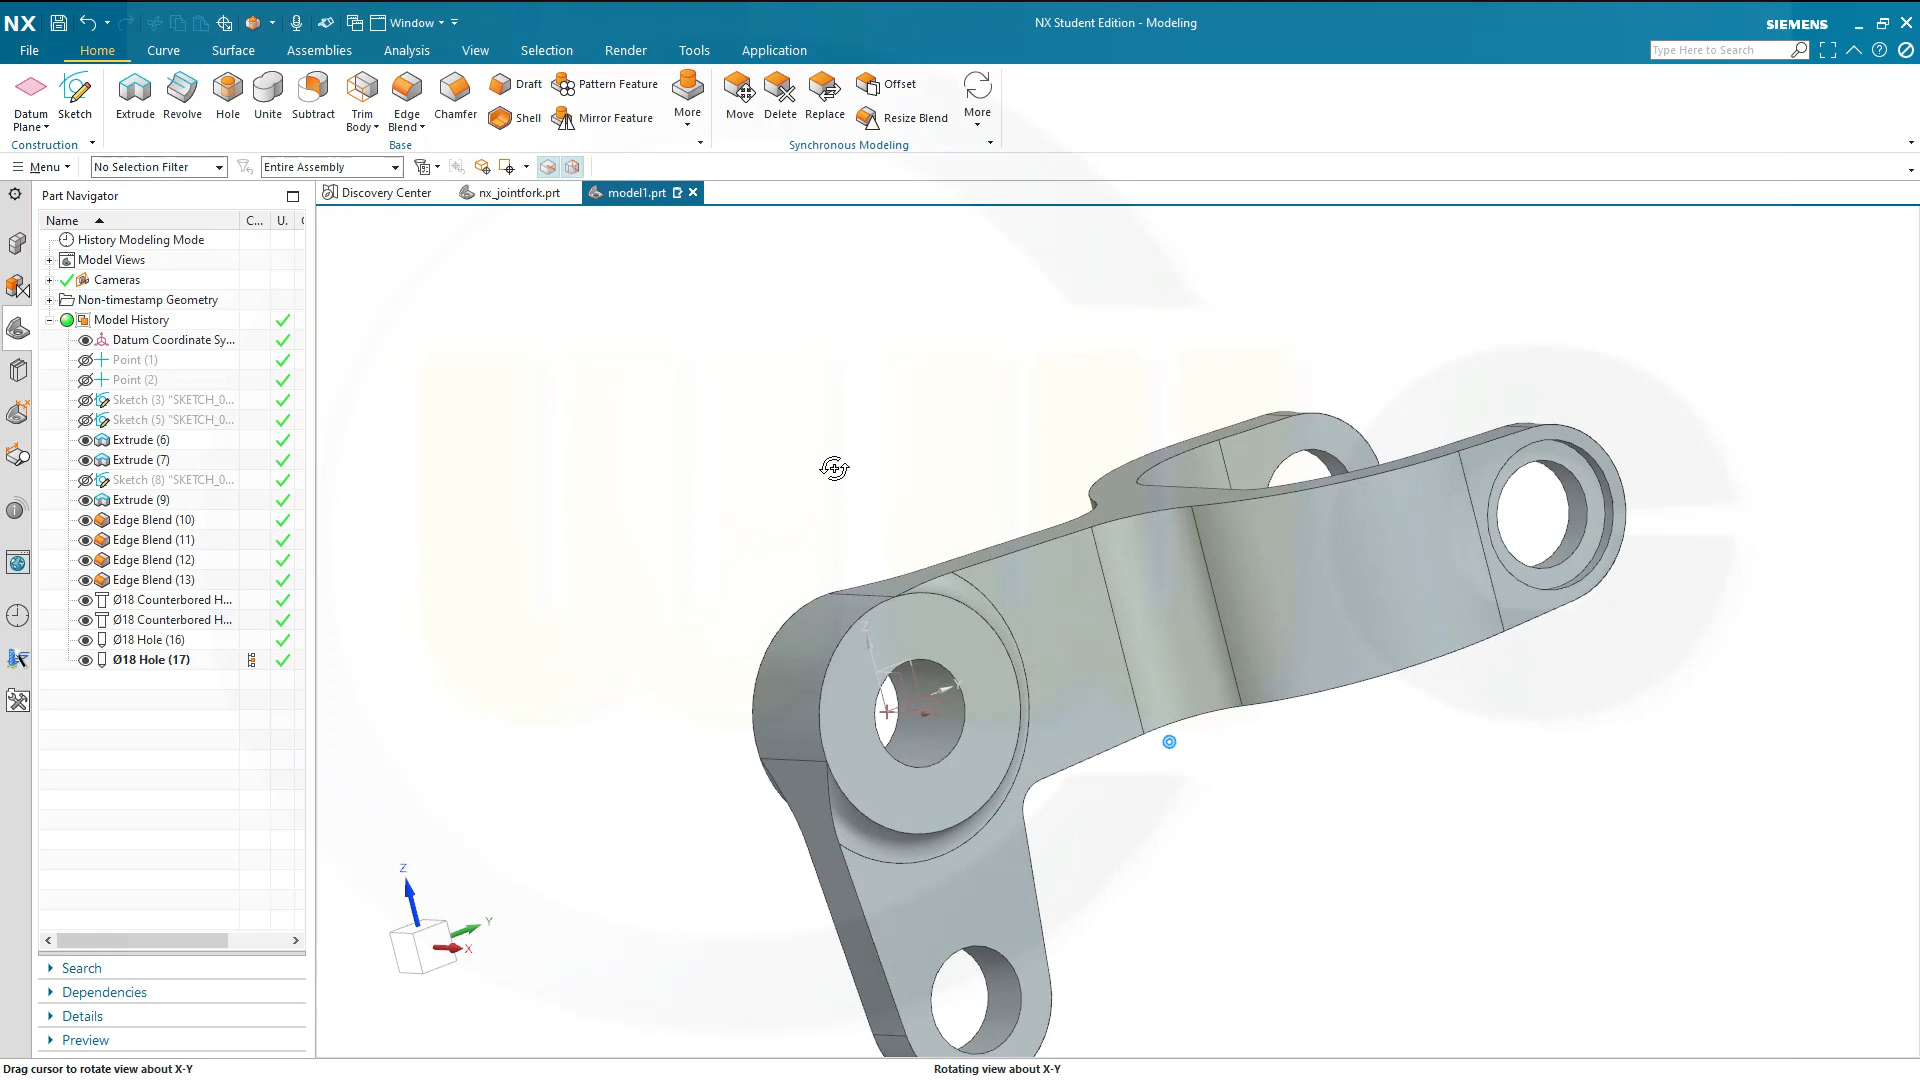 NX
Window
NX Student Edition - Modeling
SIEMENS
File
Home
Curve
Surface
Assemblies
Analysis
View
Selection
Render
Tools
Application
Type Here to Search
Datum
Plane
Sketch
Extrude
Revolve
Hole
Unite
Subtract
Trim
Body
Edge
Blend
Chamfer
Draft
Shell
Pattern Feature
Mirror Feature
More
Move
Delete
Replace
Offset
Resize Blend
More
Construction
Base
Synchronous Modeling
Menu
No Selection Filter
Entire Assembly
Part Navigator
Discovery Center
nx_jointfork.prt
model1.prt
Name
C...
U.
History Modeling Mode
Model Views
Cameras
Non-timestamp Geometry
Model History
Datum Coordinate Sy...
Point (1)
Point (2)
Sketch (3) "SKETCH_0...
Sketch (5) "SKETCH_0...
Extrude (6)
Extrude (7)
Sketch (8) "SKETCH_0...
Extrude (9)
Edge Blend (10)
Edge Blend (11)
Edge Blend (12)
Edge Blend (13)
Ø18 Counterbored H...
Ø18 Counterbored H...
Ø18 Hole (16)
Ø18 Hole (17)
Z
Y
Z
Y
X
Search
Dependencies
Details
Preview
Drag cursor to rotate view about X-Y
Rotating view about X-Y